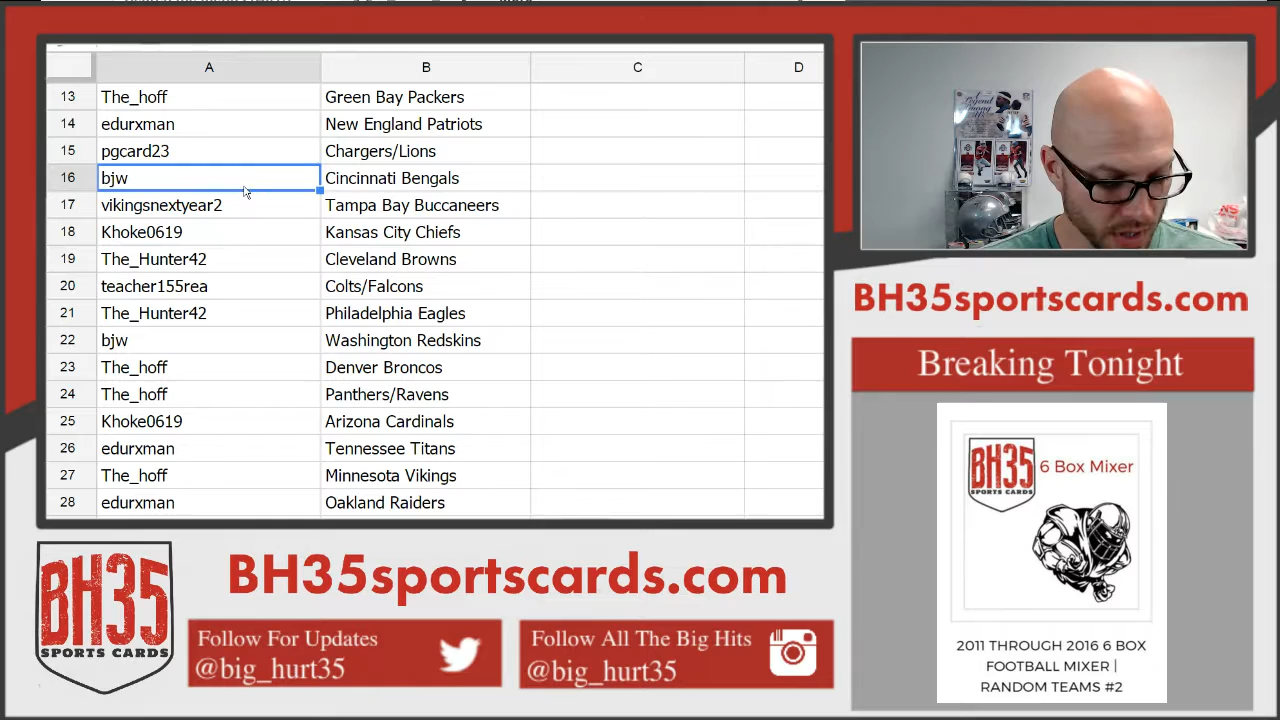 A B C D
13 The_hoff Green Bay Packers
14 edurxman New England Patriots
15 pgcard23 Chargers/Lions
16 bjw Cincinnati Bengals
17 vikingsnextyear2 Tampa Bay Buccaneers
18 Khoke0619 Kansas City Chiefs
19 The_Hunter42 Cleveland Browns
20 teacher155rea Colts/Falcons
21 The_Hunter42 Philadelphia Eagles
22 bjw Washington Redskins
23 The_hoff Denver Broncos
24 The_hoff Panthers/Ravens
25 Khoke0619 Arizona Cardinals
26 edurxman Tennessee Titans
27 The_hoff Minnesota Vikings
28 edurxman Oakland Raiders
BH35sportscards.com
Breaking Tonight
BH35
SPORTS CARDS
6 Box Mixer
2011 THROUGH 2016 6 BOX
FOOTBALL MIXER |
RANDOM TEAMS #2
BH35
SPORTS CARDS
BH35sportscards.com
Follow For Updates
@big_hurt35
Follow All The Big Hits
@big_hurt35